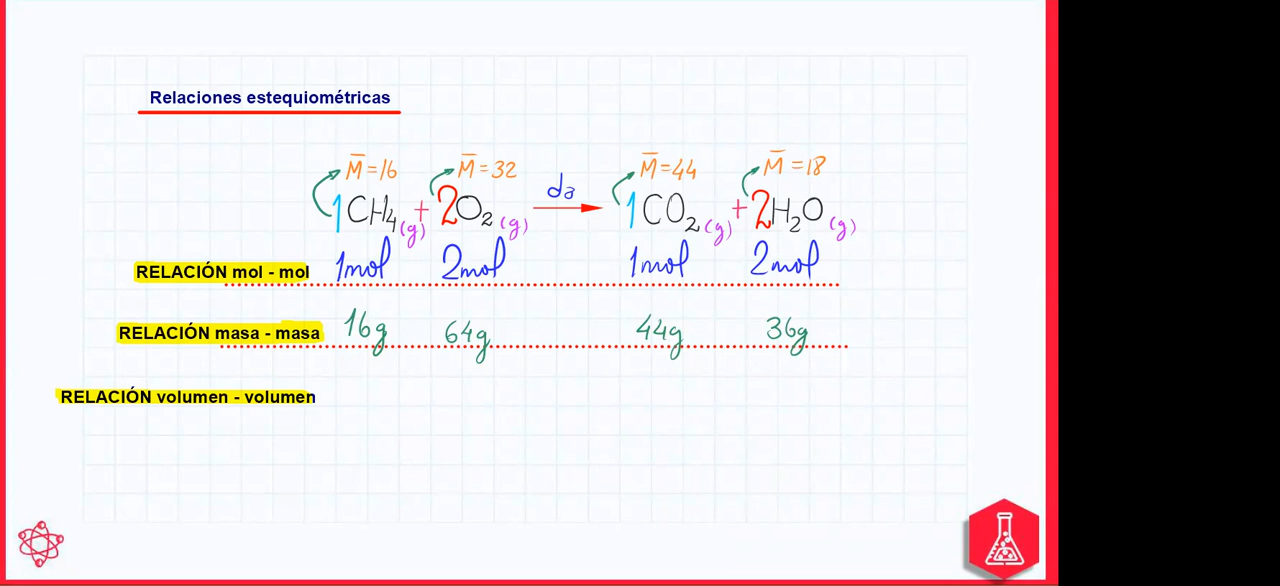 Relaciones estequiométricas
M̅=16 M̅=32 M̅=44 M̅=18
1CH₄(g) + 2O₂(g) da → 1CO₂(g) + 2H₂O(g)
RELACIÓN mol - mol 1mol 2mol 1mol 2mol
RELACIÓN masa - masa 16g 64g 44g 36g
RELACIÓN volumen - volumen